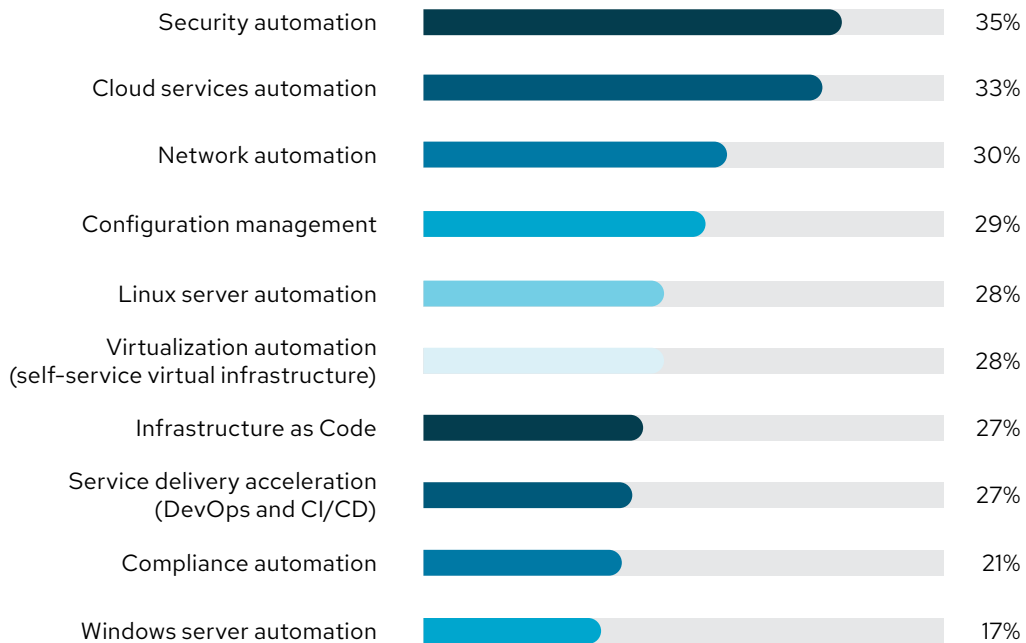 Security automation 35%
Cloud services automation 33%
Network automation 30%
Configuration management 29%
Linux server automation 28%
Virtualization automation
(self-service virtual infrastructure) 28%
Infrastructure as Code 27%
Service delivery acceleration
(DevOps and CI/CD) 27%
Compliance automation 21%
Windows server automation 17%